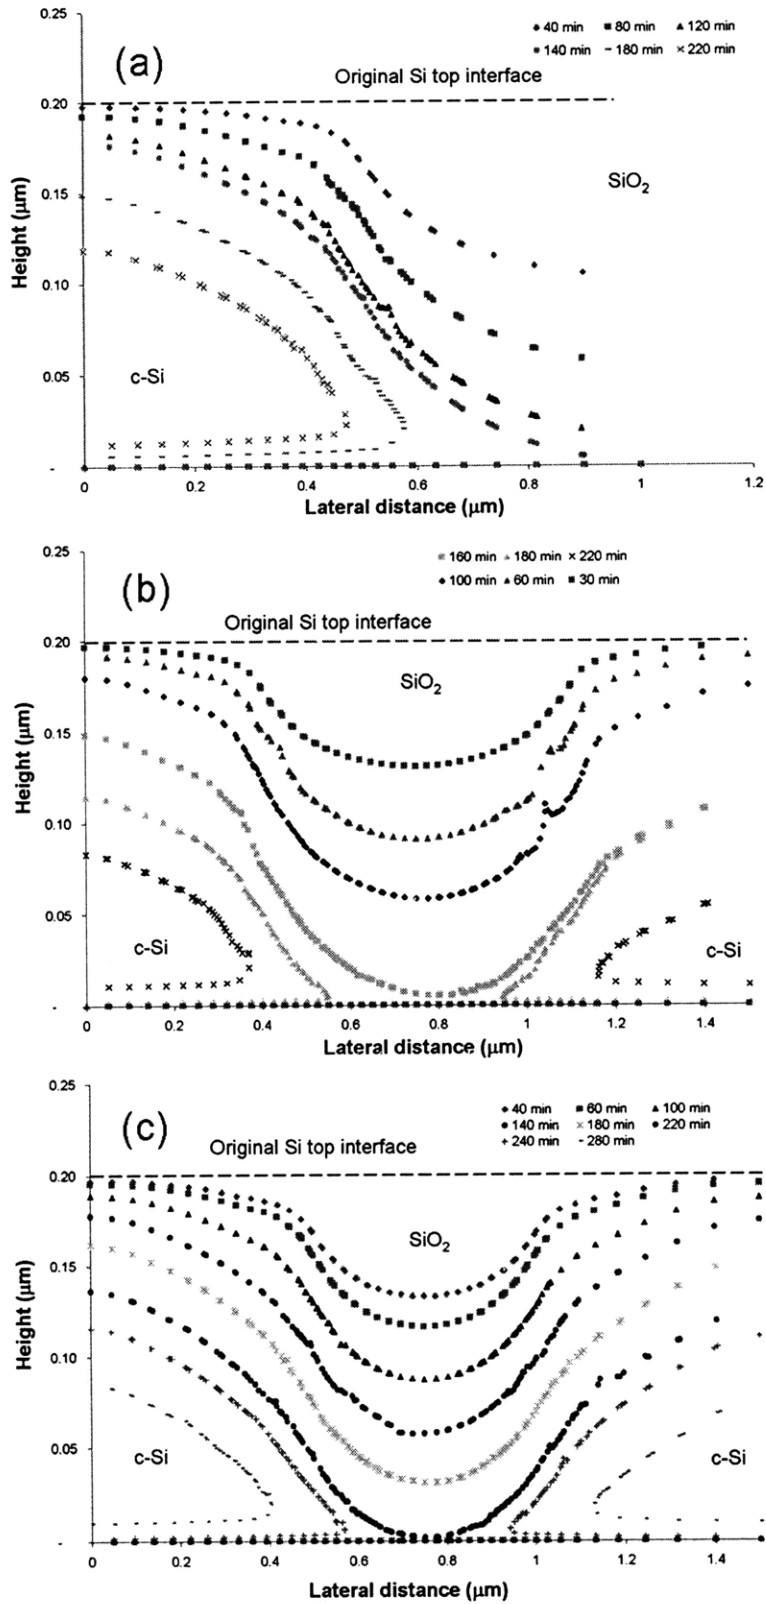 0.25
40 min 80 min 120 min
140 min 180 min 220 min
(a)
Original Si top interface
0.20
SiO2
0.15
Height (μm)
0.10
c-Si
0.05
-
0 0.2 0.4 0.6 0.8 1 1.2
Lateral distance (μm)
0.25
160 min 180 min 220 min
100 min 60 min 30 min
(b)
Original Si top interface
0.20
SiO2
0.15
Height (μm)
0.10
0.05
c-Si c-Si
-
0 0.2 0.4 0.6 0.8 1 1.2 1.4
Lateral distance (μm)
0.25
40 min 60 min 100 min
140 min 180 min 220 min
240 min 280 min
(c)
Original Si top interface
0.20
SiO2
0.15
Height (μm)
0.10
0.05
c-Si c-Si
-
0 0.2 0.4 0.6 0.8 1 1.2 1.4
Lateral distance (μm)